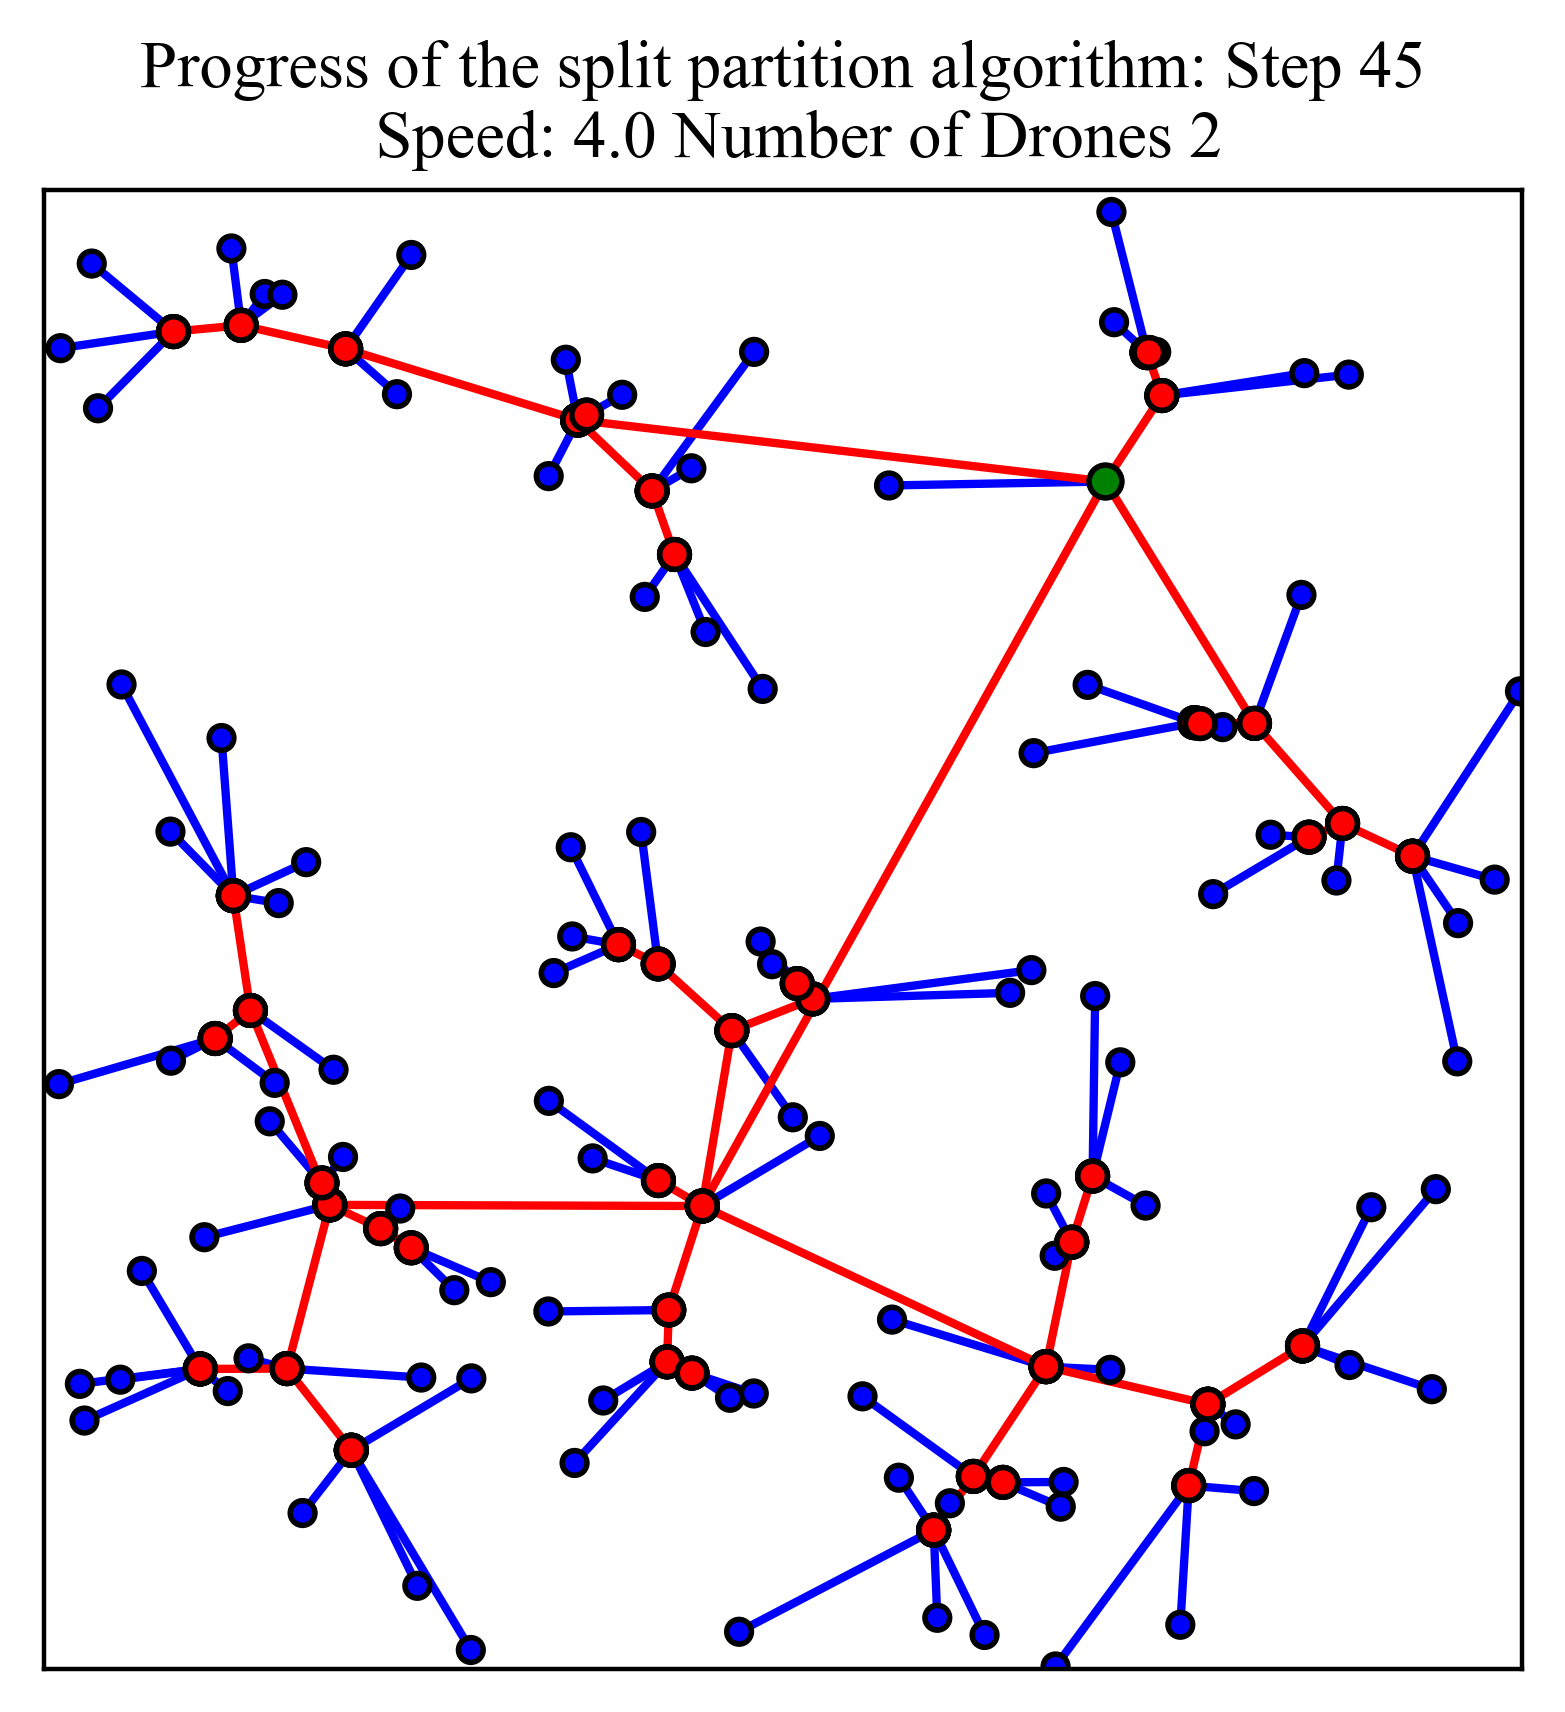 Progress of the split partition algorithm: Step 45
Speed: 4.0 Number of Drones 2